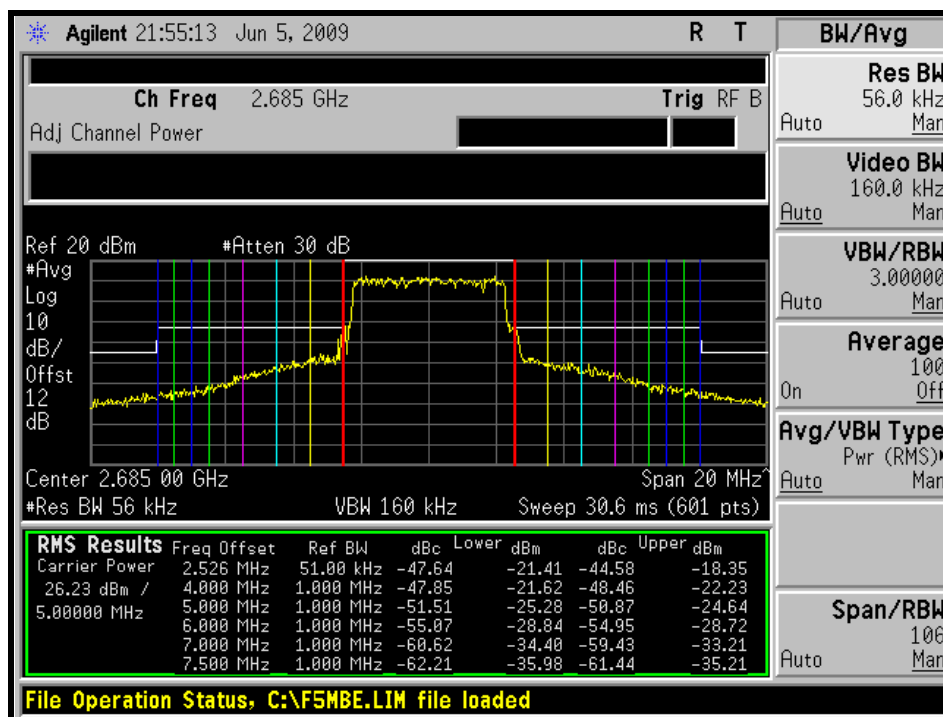 Agilent 21:55:13 Jun 5, 2009 R T
BW/Avg
Ch Freq 2.685 GHz Trig RF B
Adj Channel Power
Res BW
56.0 kHz
Auto Man
Video BW
160.0 kHz
Auto Man
VBW/RBW
3.00000
Auto Man
Average
100
On Off
Avg/VBW Type
Pwr (RMS)
Auto Man
Span/RBW
106
Auto Man
Ref 20 dBm #Atten 30 dB
#Avg
Log
10
dB/
Offst
12
dB
Center 2.685 00 GHz Span 20 MHz^
#Res BW 56 kHz VBW 160 kHz Sweep 30.6 ms (601 pts)
RMS Results Freq Offset Ref BW dBc Lower dBm dBc Upper dBm
Carrier Power 2.526 MHz 51.00 kHz -47.64 -21.41 -44.58 -18.35
26.23 dBm / 4.000 MHz 1.000 MHz -47.85 -21.62 -48.46 -22.23
5.00000 MHz 5.000 MHz 1.000 MHz -51.51 -25.28 -50.87 -24.64
6.000 MHz 1.000 MHz -55.07 -28.84 -54.95 -28.72
7.000 MHz 1.000 MHz -60.62 -34.40 -59.43 -33.21
7.500 MHz 1.000 MHz -62.21 -35.98 -61.44 -35.21
File Operation Status, C:\F5MBE.LIM file loaded